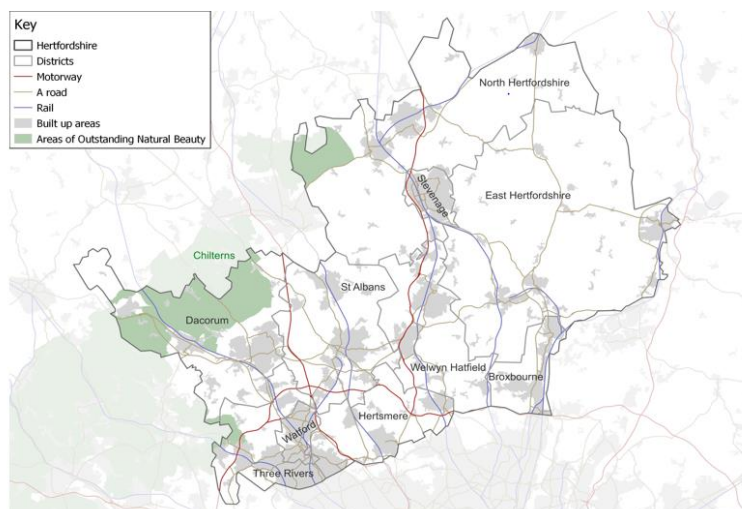 Key
Hertfordshire
Districts
Motorway
A road
Rail
Built up areas
Areas of Outstanding Natural Beauty
North Hertfordshire
Stevenage
East Hertfordshire
Chilterns
St Albans
Dacorum
Welwyn Hatfield
Broxbourne
Hertsmere
Watford
Three Rivers